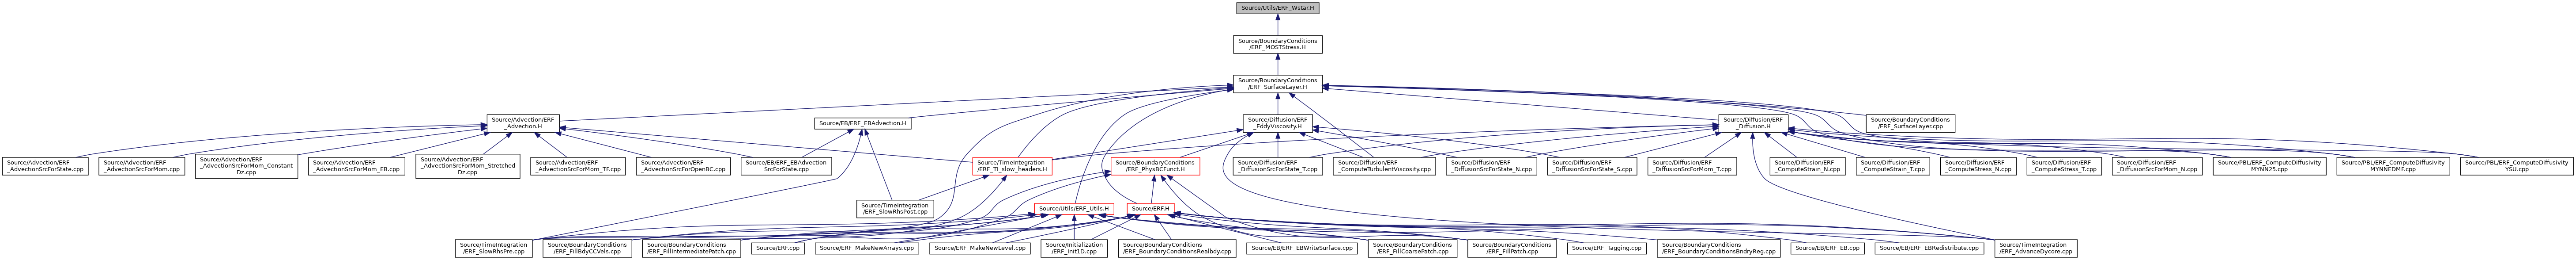 Source/Utils/ERF_Wstar.H
Source/BoundaryConditions
/ERF_MOSTStress.H
Source/BoundaryConditions
/ERF_SurfaceLayer.H
Source/Advection/ERF
_Advection.H
Source/EB/ERF_EBAdvection.H
Source/Diffusion/ERF
_EddyViscosity.H
Source/Diffusion/ERF
_Diffusion.H
Source/BoundaryConditions
/ERF_SurfaceLayer.cpp
Source/Advection/ERF
_AdvectionSrcForState.cpp
Source/Advection/ERF
_AdvectionSrcForMom.cpp
Source/Advection/ERF
_AdvectionSrcForMom_Constant
Dz.cpp
Source/Advection/ERF
_AdvectionSrcForMom_EB.cpp
Source/Advection/ERF
_AdvectionSrcForMom_Stretched
Dz.cpp
Source/Advection/ERF
_AdvectionSrcForMom_TF.cpp
Source/Advection/ERF
_AdvectionSrcForOpenBC.cpp
Source/EB/ERF_EBAdvection
SrcForState.cpp
Source/TimeIntegration
/ERF_TI_slow_headers.H
Source/BoundaryConditions
/ERF_PhysBCFunct.H
Source/Diffusion/ERF
_DiffusionSrcForState_T.cpp
Source/Diffusion/ERF
_ComputeTurbulentViscosity.cpp
Source/Diffusion/ERF
_DiffusionSrcForState_N.cpp
Source/Diffusion/ERF
_DiffusionSrcForState_S.cpp
Source/Diffusion/ERF
_DiffusionSrcForMom_T.cpp
Source/Diffusion/ERF
_ComputeStrain_N.cpp
Source/Diffusion/ERF
_ComputeStrain_T.cpp
Source/Diffusion/ERF
_ComputeStress_N.cpp
Source/Diffusion/ERF
_ComputeStress_T.cpp
Source/Diffusion/ERF
_DiffusionSrcForMom_N.cpp
Source/PBL/ERF_ComputeDiffusivity
MYNN25.cpp
Source/PBL/ERF_ComputeDiffusivity
MYNNEDMF.cpp
Source/PBL/ERF_ComputeDiffusivity
YSU.cpp
Source/TimeIntegration
/ERF_SlowRhsPost.cpp
Source/Utils/ERF_Utils.H
Source/ERF.H
Source/TimeIntegration
/ERF_SlowRhsPre.cpp
Source/BoundaryConditions
/ERF_FillBdyCCVels.cpp
Source/BoundaryConditions
/ERF_FillIntermediatePatch.cpp
Source/ERF.cpp
Source/ERF_MakeNewArrays.cpp
Source/ERF_MakeNewLevel.cpp
Source/Initialization
/ERF_Init1D.cpp
Source/BoundaryConditions
/ERF_BoundaryConditionsRealbdy.cpp
Source/EB/ERF_EBWriteSurface.cpp
Source/BoundaryConditions
/ERF_FillCoarsePatch.cpp
Source/BoundaryConditions
/ERF_FillPatch.cpp
Source/ERF_Tagging.cpp
Source/BoundaryConditions
/ERF_BoundaryConditionsBndryReg.cpp
Source/EB/ERF_EB.cpp
Source/EB/ERF_EBRedistribute.cpp
Source/TimeIntegration
/ERF_AdvanceDycore.cpp